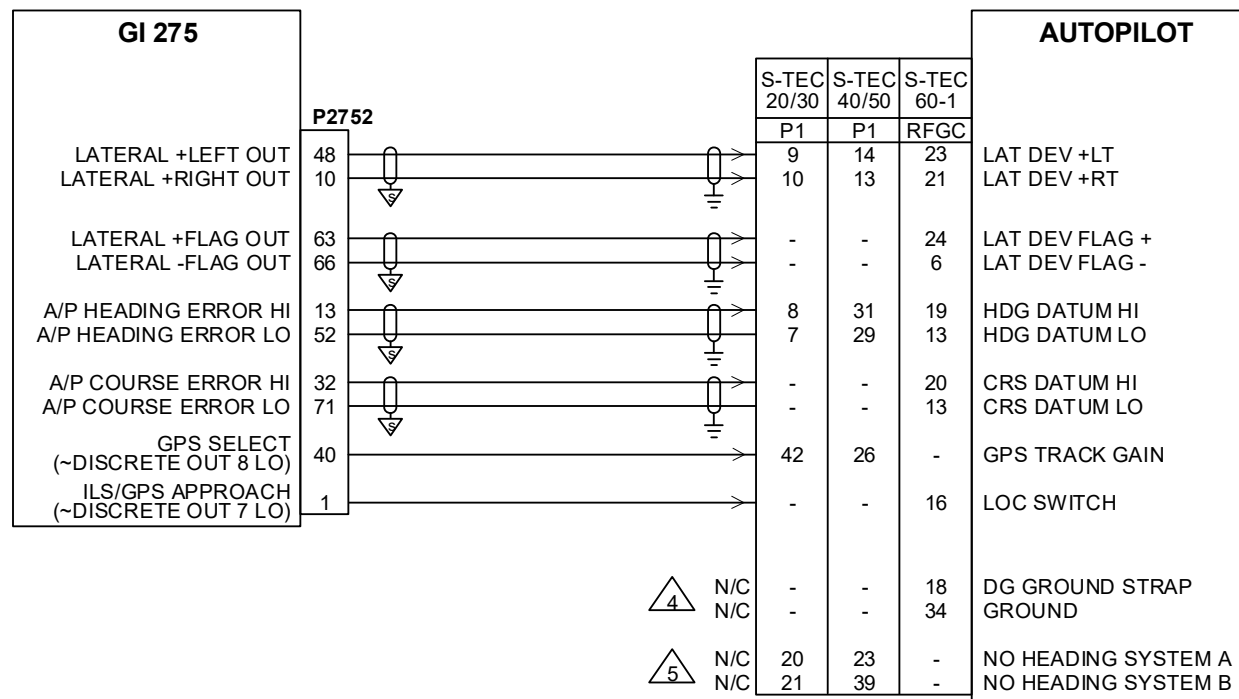 GI 275
AUTOPILOT
S-TEC 20/30 S-TEC 40/50 S-TEC 60-1
P2752
P1 P1 RFGC
LATERAL +LEFT OUT 48 9 14 23 LAT DEV +LT
LATERAL +RIGHT OUT 10 10 13 21 LAT DEV +RT
S
LATERAL +FLAG OUT 63 - - 24 LAT DEV FLAG +
LATERAL -FLAG OUT 66 - - 6 LAT DEV FLAG -
S
A/P HEADING ERROR HI 13 8 31 19 HDG DATUM HI
A/P HEADING ERROR LO 52 7 29 13 HDG DATUM LO
S
A/P COURSE ERROR HI 32 - - 20 CRS DATUM HI
A/P COURSE ERROR LO 71 - - 13 CRS DATUM LO
S
GPS SELECT
(~DISCRETE OUT 8 LO) 40 42 26 - GPS TRACK GAIN
ILS/GPS APPROACH
(~DISCRETE OUT 7 LO) 1 - - 16 LOC SWITCH
4 N/C - - 18 DG GROUND STRAP
N/C - - 34 GROUND
5 N/C 20 23 - NO HEADING SYSTEM A
N/C 21 39 - NO HEADING SYSTEM B